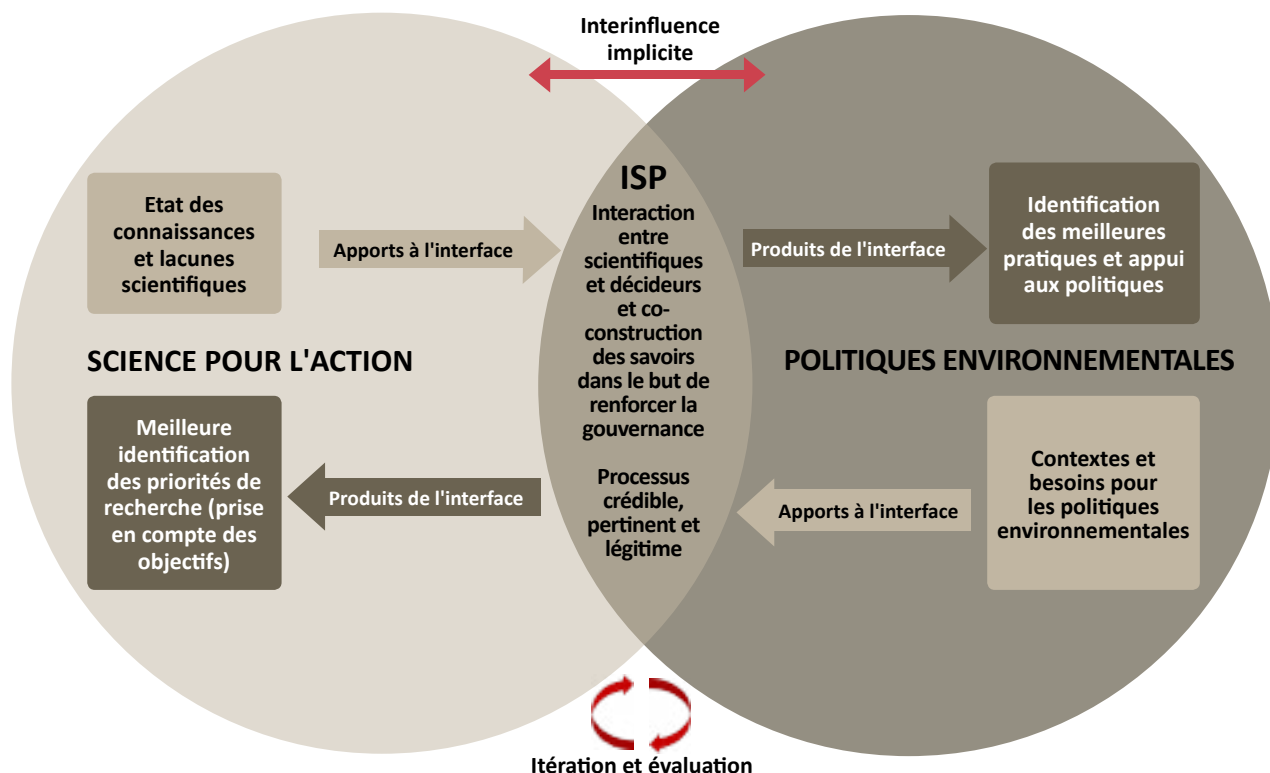 Interinfluence
implicite
Etat des
connaissances
et lacunes
scientifiques
Apports à l'interface
ISP
Interaction
entre
scientifiques
et décideurs
et co-
construction
des savoirs
dans le but de
renforcer la
gouvernance
Processus
crédible,
pertinent et
légitime
Produits de l'interface
Identification
des meilleures
pratiques et appui
aux politiques
SCIENCE POUR L'ACTION
POLITIQUES ENVIRONNEMENTALES
Meilleure
identification
des priorités de
recherche (prise
en compte des
objectifs)
Produits de l'interface
Apports à l'interface
Contextes et
besoins pour
les politiques
environnementales
Itération et évaluation